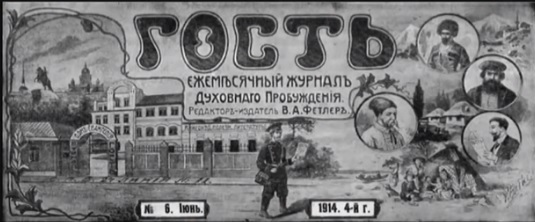 ГОСТЬ
ЕЖЕМѢСЯЧНЫЙ ЖУРНАЛЪ
ДУХОВНАГО ПРОБУЖДЕНІЯ.
РЕДАКТОРЪ-ИЗДАТЕЛЬ В. А. ФЕТЛЕРЪ.
№ 6. Іюнь. 1914. 4-й г.